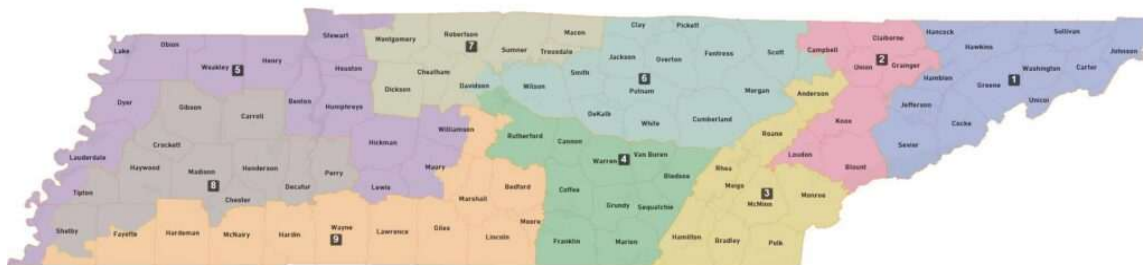 Lake
Obion
Weakley
5
Henry
Stewart
Houston
Benton
Humphreys
Dyer
Lauderdale
Tipton
Hickman
Lewis
Maury
Williamson
Gibson
Carroll
Crockett
Haywood
Madison
8
Henderson
Decatur
Perry
Chester
Shelby
Fayette
Hardeman
McNairy
Hardin
Wayne
9
Lawrence
Giles
Lincoln
Marshall
Bedford
Moore
Montgomery
Robertson
7
Sumner
Trousdale
Macon
Cheatham
Dickson
Davidson
Clay
Pickett
Jackson
Overton
Fentress
Scott
6
Smith
Wilson
Putnam
DeKalb
White
Cumberland
Morgan
Rutherford
Cannon
Warren
4
Van Buren
Bledsoe
Coffee
Grundy
Sequatchie
Franklin
Marion
Anderson
Roane
Rhea
Meigs
3
McMinn
Monroe
Hamilton
Bradley
Polk
Campbell
Claiborne
2
Union
Grainger
Knox
Loudon
Blount
Hancock
Hawkins
Sullivan
Johnson
Hamblen
Greene
1
Washington
Carter
Unicoi
Jefferson
Cocke
Sevier